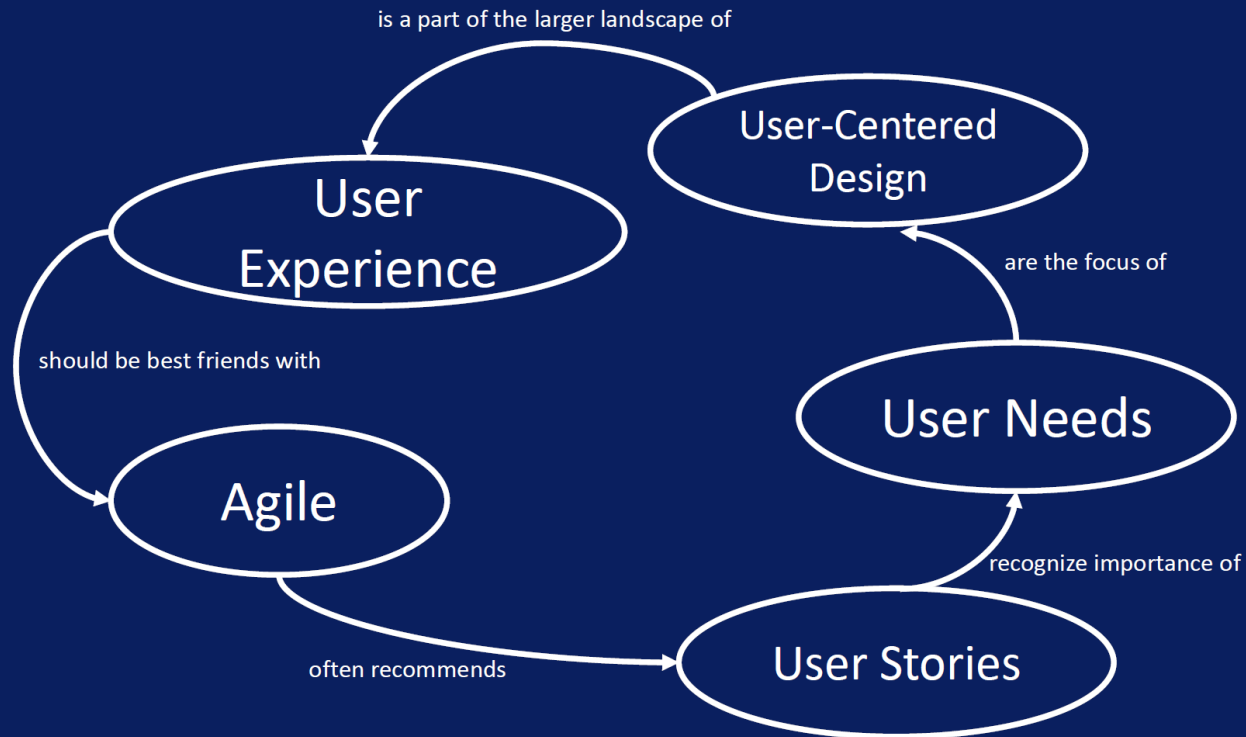 is a part of the larger landscape of
User-Centered
Design
User
Experience
are the focus of
should be best friends with
User Needs
Agile
recognize importance of
often recommends
User Stories